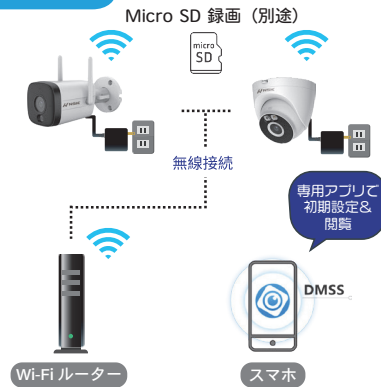 Micro SD 録画（別途）
micro
SD
無線接続
専用アプリで
初期設定&
閲覧
DMSS
Wi-Fi ルーター
スマホ